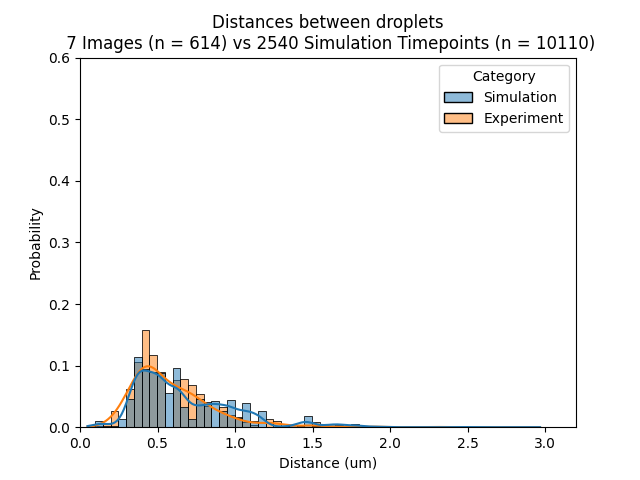 Distances between droplets
7 Images (n = 614) vs 2540 Simulation Timepoints (n = 10110)
Category
Simulation
Experiment
Probability
0.6
0.5
0.4
0.3
0.2
0.1
0.0
0.0 0.5 1.0 1.5 2.0 2.5 3.0
Distance (um)